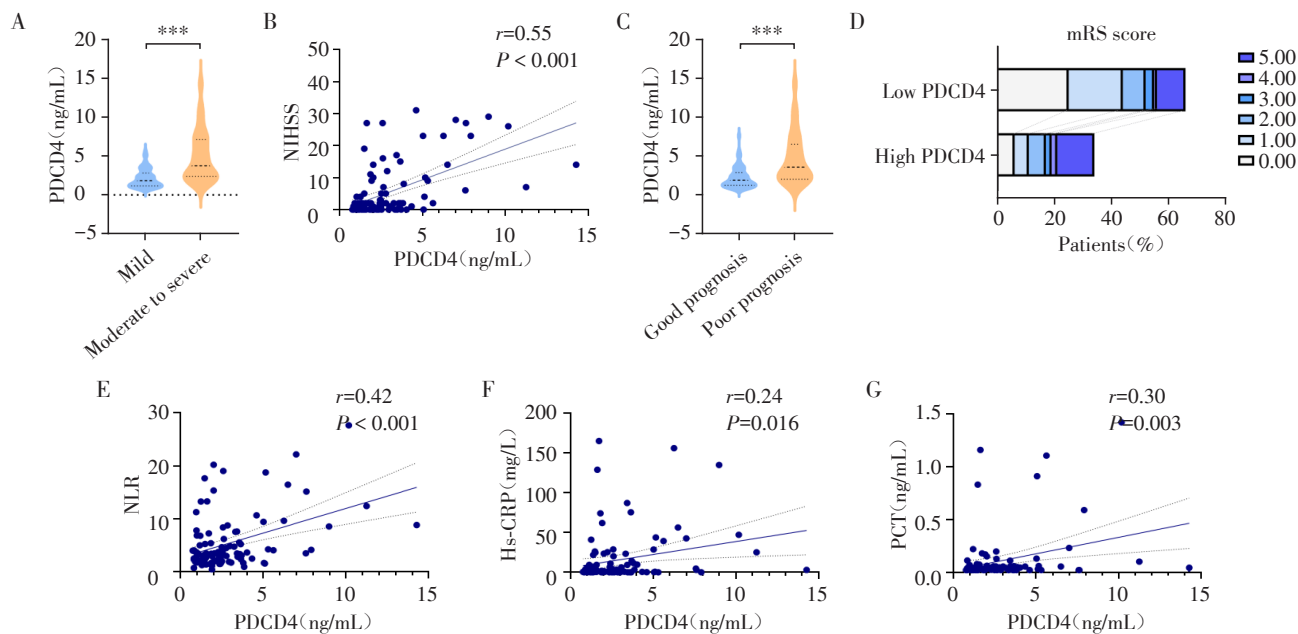 A
***
PDCD4(ng/mL)
20
15
10
5
0
−5
Mild
Moderate to severe
B
r=0.55
P < 0.001
NIHSS
50
40
30
20
10
0
0
5
10
15
PDCD4(ng/mL)
C
***
PDCD4(ng/mL)
20
15
10
5
0
−5
Good prognosis
Poor prognosis
D
mRS score
Low PDCD4
High PDCD4
0
20
40
60
80
Patients(%)
5.00
4.00
3.00
2.00
1.00
0.00
E
r=0.42
P < 0.001
NLR
30
20
10
0
0
5
10
15
PDCD4(ng/mL)
F
r=0.24
P=0.016
Hs-CRP(mg/L)
200
150
100
50
0
0
5
10
15
PDCD4(ng/mL)
G
r=0.30
P=0.003
PCT(ng/mL)
1.5
1.0
0.5
0.0
0
5
10
15
PDCD4(ng/mL)